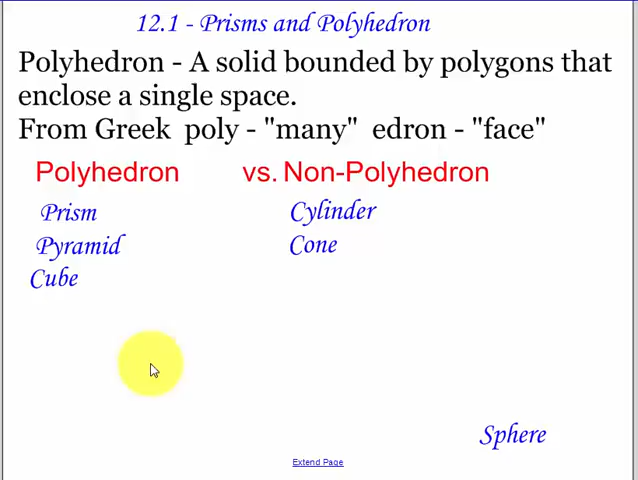 12.1 - Prisms and Polyhedron
Polyhedron - A solid bounded by polygons that
enclose a single space.
From Greek poly - "many" edron - "face"
Polyhedron vs. Non-Polyhedron
Prism Cylinder
Pyramid Cone
Cube
Sphere
Extend Page